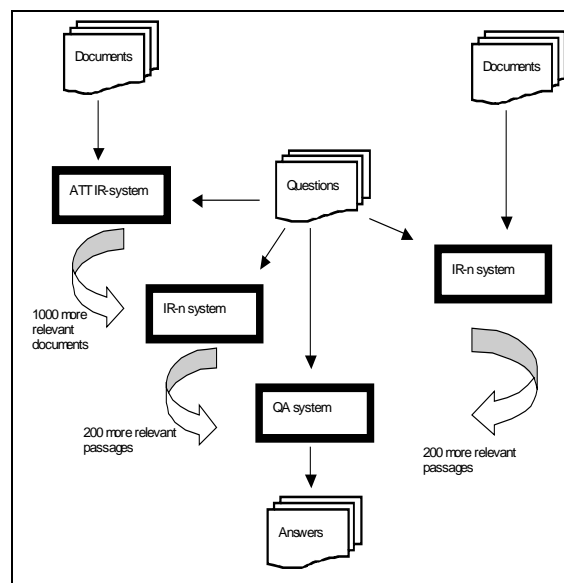 Documents
Documents
ATT IR-system
Questions
IR-n system
1000 more
relevant
documents
IR-n system
QA system
200 more relevant
passages
200 more relevant
passages
Answers